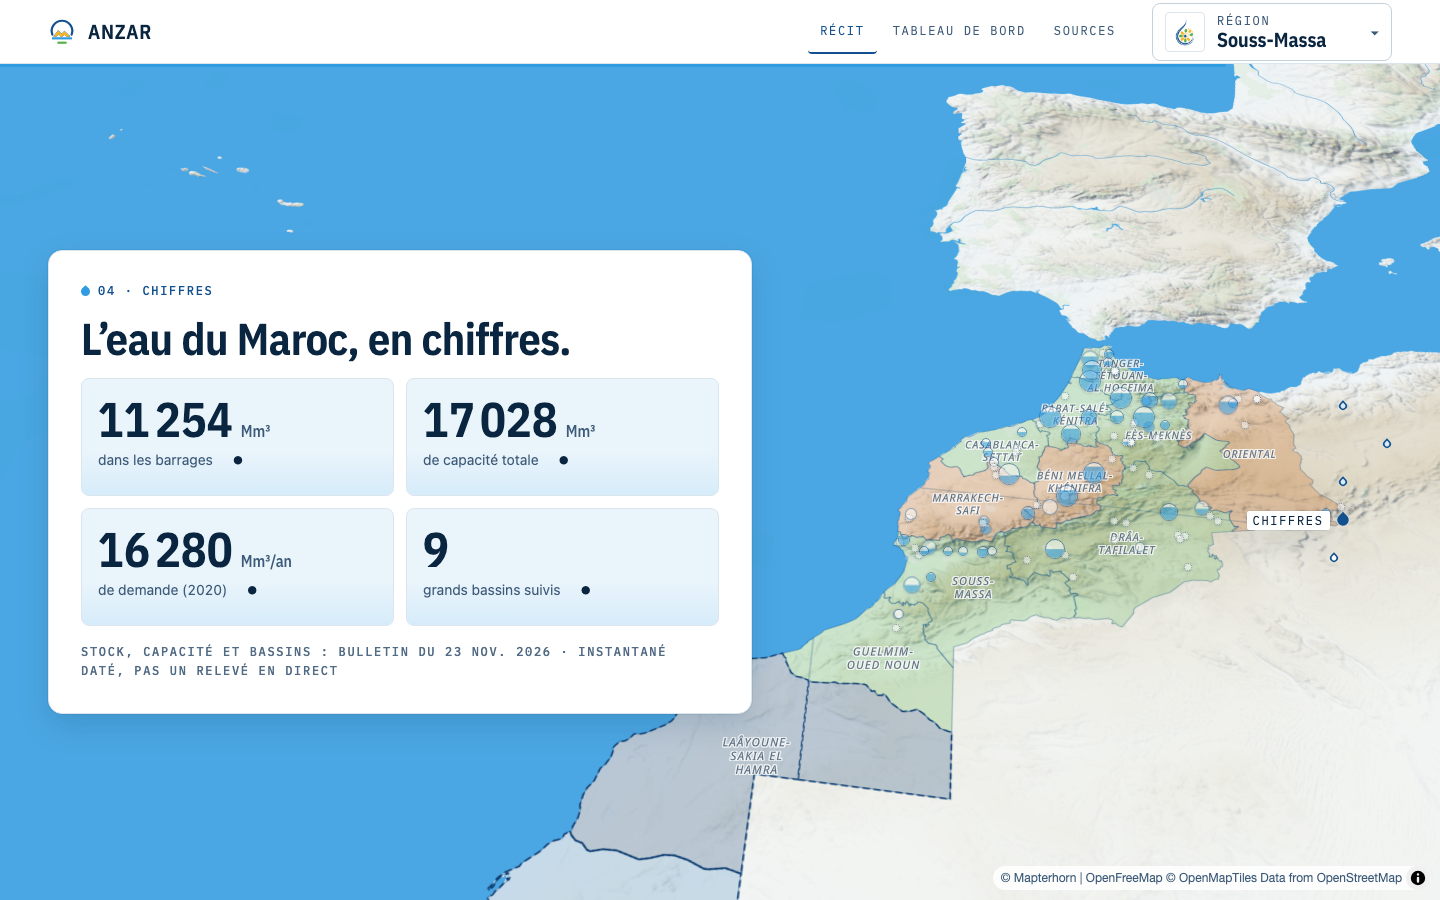 ANZAR
RÉCIT
TABLEAU DE BORD
SOURCES
RÉGION
Souss-Massa
04 · CHIFFRES
L’eau du Maroc, en chiffres.
11 254 Mm³
dans les barrages
17 028 Mm³
de capacité totale
16 280 Mm³/an
de demande (2020)
9
grands bassins suivis
STOCK, CAPACITÉ ET BASSINS : BULLETIN DU 23 NOV. 2026 · INSTANTANÉ
DATÉ, PAS UN RELEVÉ EN DIRECT
TANGER-
TÉTOUAN-
AL HOCEIMA
RABAT-SALÉ-
KÉNITRA
FÈS-MEKNÈS
CASABLANCA-
SETTAT
ORIENTAL
BÉNI MELLAL-
KHÉNIFRA
MARRAKECH-
SAFI
CHIFFRES
DRÂA-
TAFILALET
SOUSS-
MASSA
GUELMIM-
OUED NOUN
LAÂYOUNE-
SAKIA EL
HAMRA
© Mapterhorn | OpenFreeMap © OpenMapTiles Data from OpenStreetMap